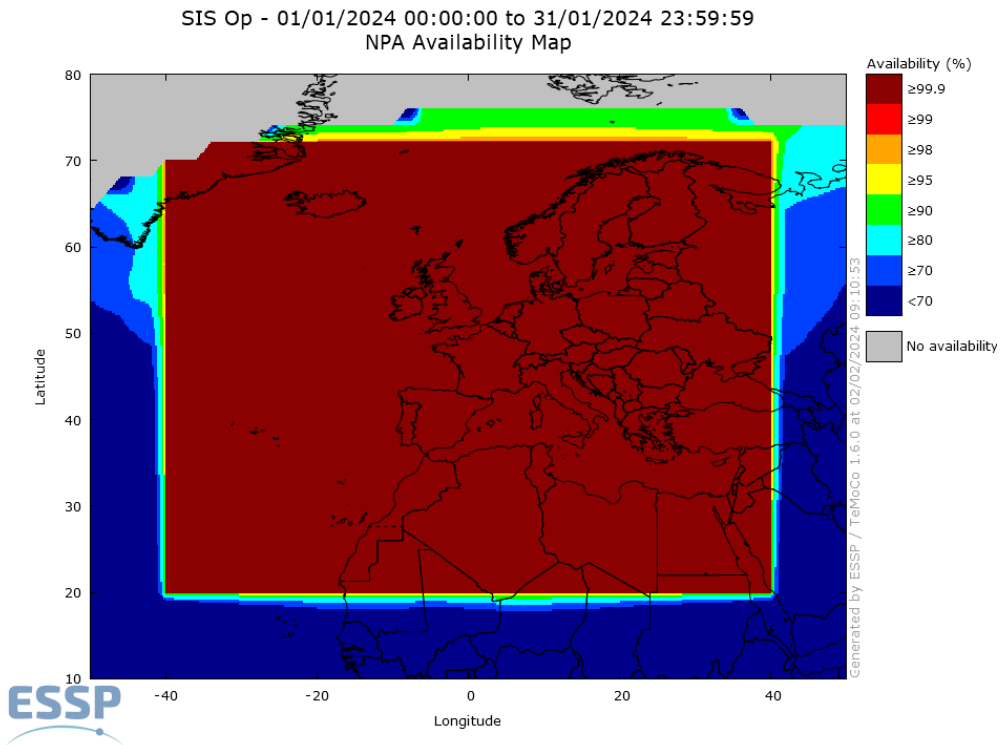 SIS Op - 01/01/2024 00:00:00 to 31/01/2024 23:59:59
NPA Availability Map
Availability (%)
≥99.9
≥99
≥98
≥95
≥90
≥80
≥70
<70
No availability
80
70
60
50
40
30
20
10
Latitude
-40
-20
0
20
40
Longitude
Generated by ESSP / TeMoCo 1.6.0 at 02/02/2024 09:10:53
ESSP